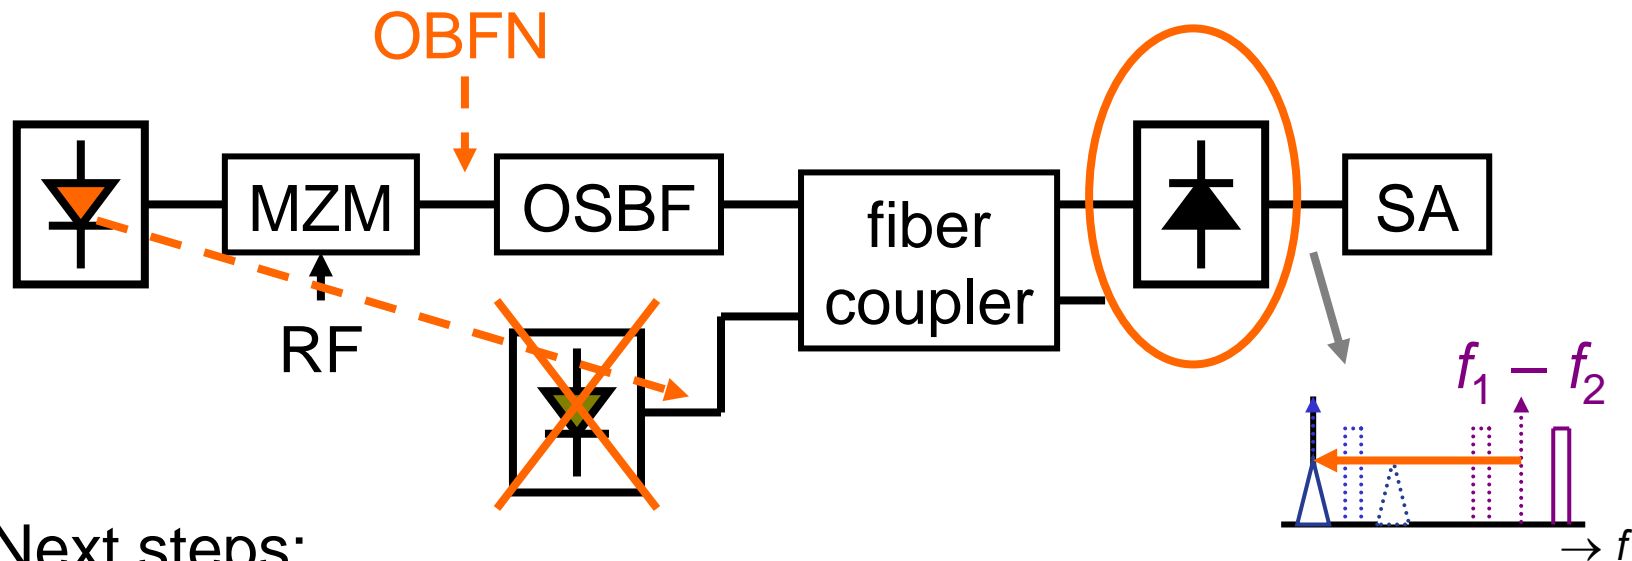 OBFN
MZM
OSBF
fiber
coupler
SA
RF
f1 – f2
Next steps:
→ f